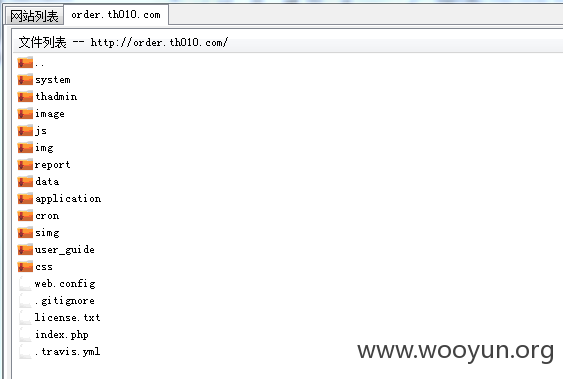 网站列表 order.th010.com
文件列表 -- http://order.th010.com/
..
system
thadmin
image
js
img
report
data
application
cron
simg
user_guide
css
web.config
.gitignore
license.txt
index.php
.travis.yml
www.wooyun.org